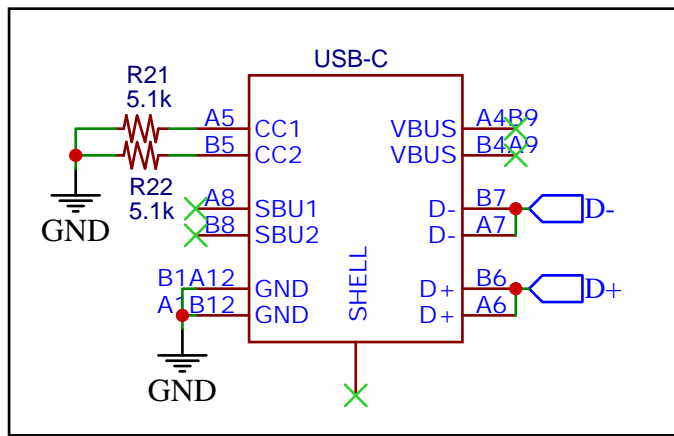 USB-C
R21
5.1k
A5 CC1 VBUS A4B9
B5 CC2 VBUS B4A9
R22
5.1k
GND
A8 SBU1 D- B7 D-
B8 SBU2 D- A7
B1A12 GND D+ B6 D+
A1B12 GND D+ A6
SHELL
GND